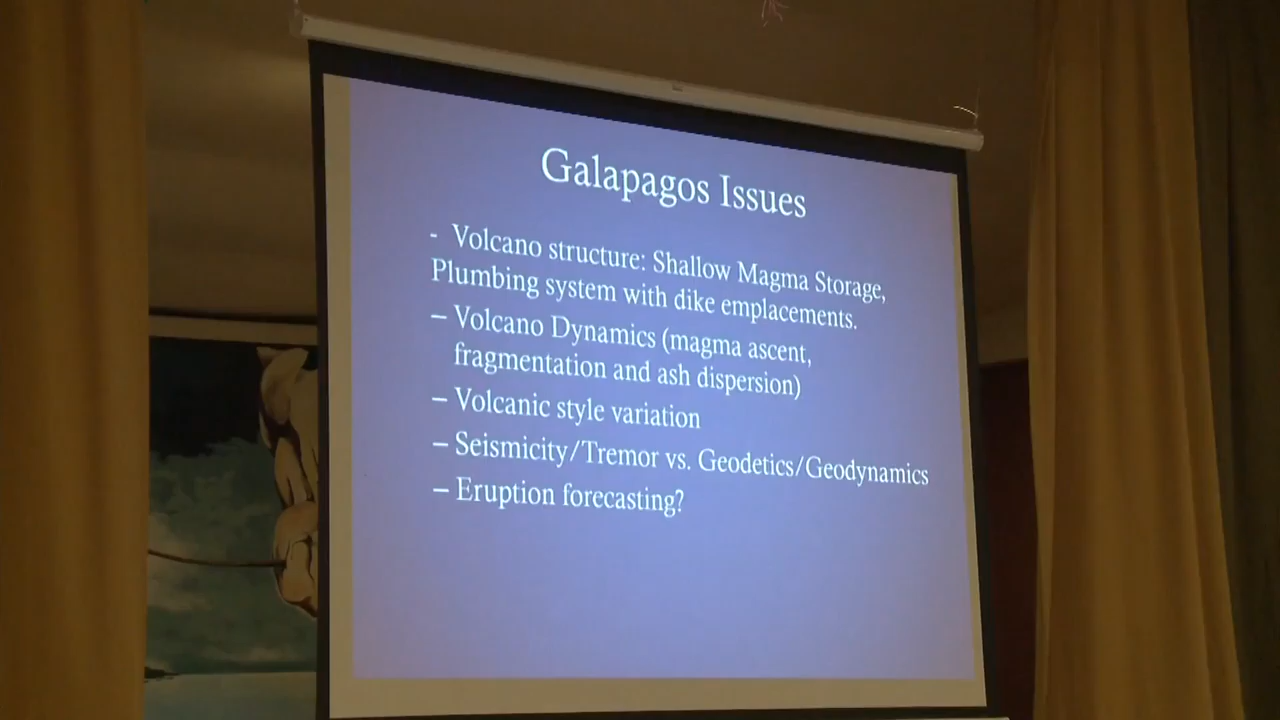 Galapagos Issues
- Volcano structure: Shallow Magma Storage,
Plumbing system with dike emplacements.
– Volcano Dynamics (magma ascent,
fragmentation and ash dispersion)
– Volcanic style variation
– Seismicity/Tremor vs. Geodetics/Geodynamics
– Eruption forecasting?